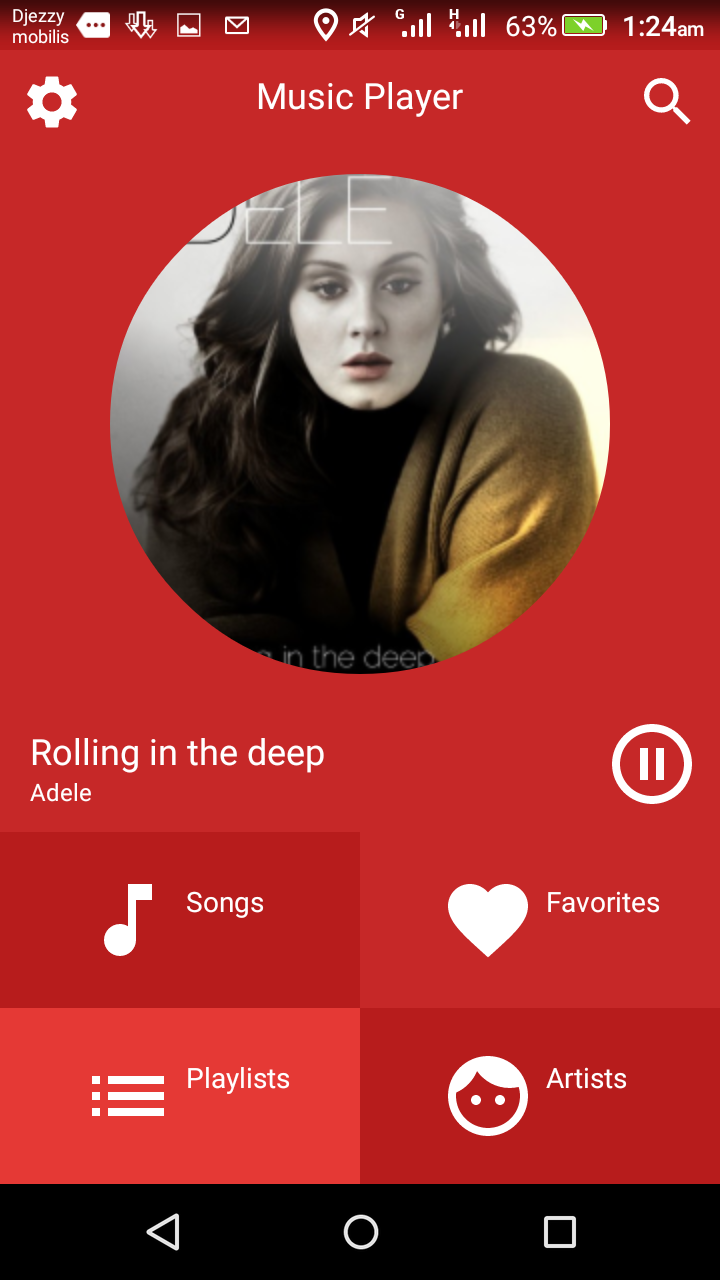 Djezzy
mobilis
G
H
63%
1:24am
Music Player
DELE
g in the deep
Rolling in the deep
Adele
Songs
Favorites
Playlists
Artists